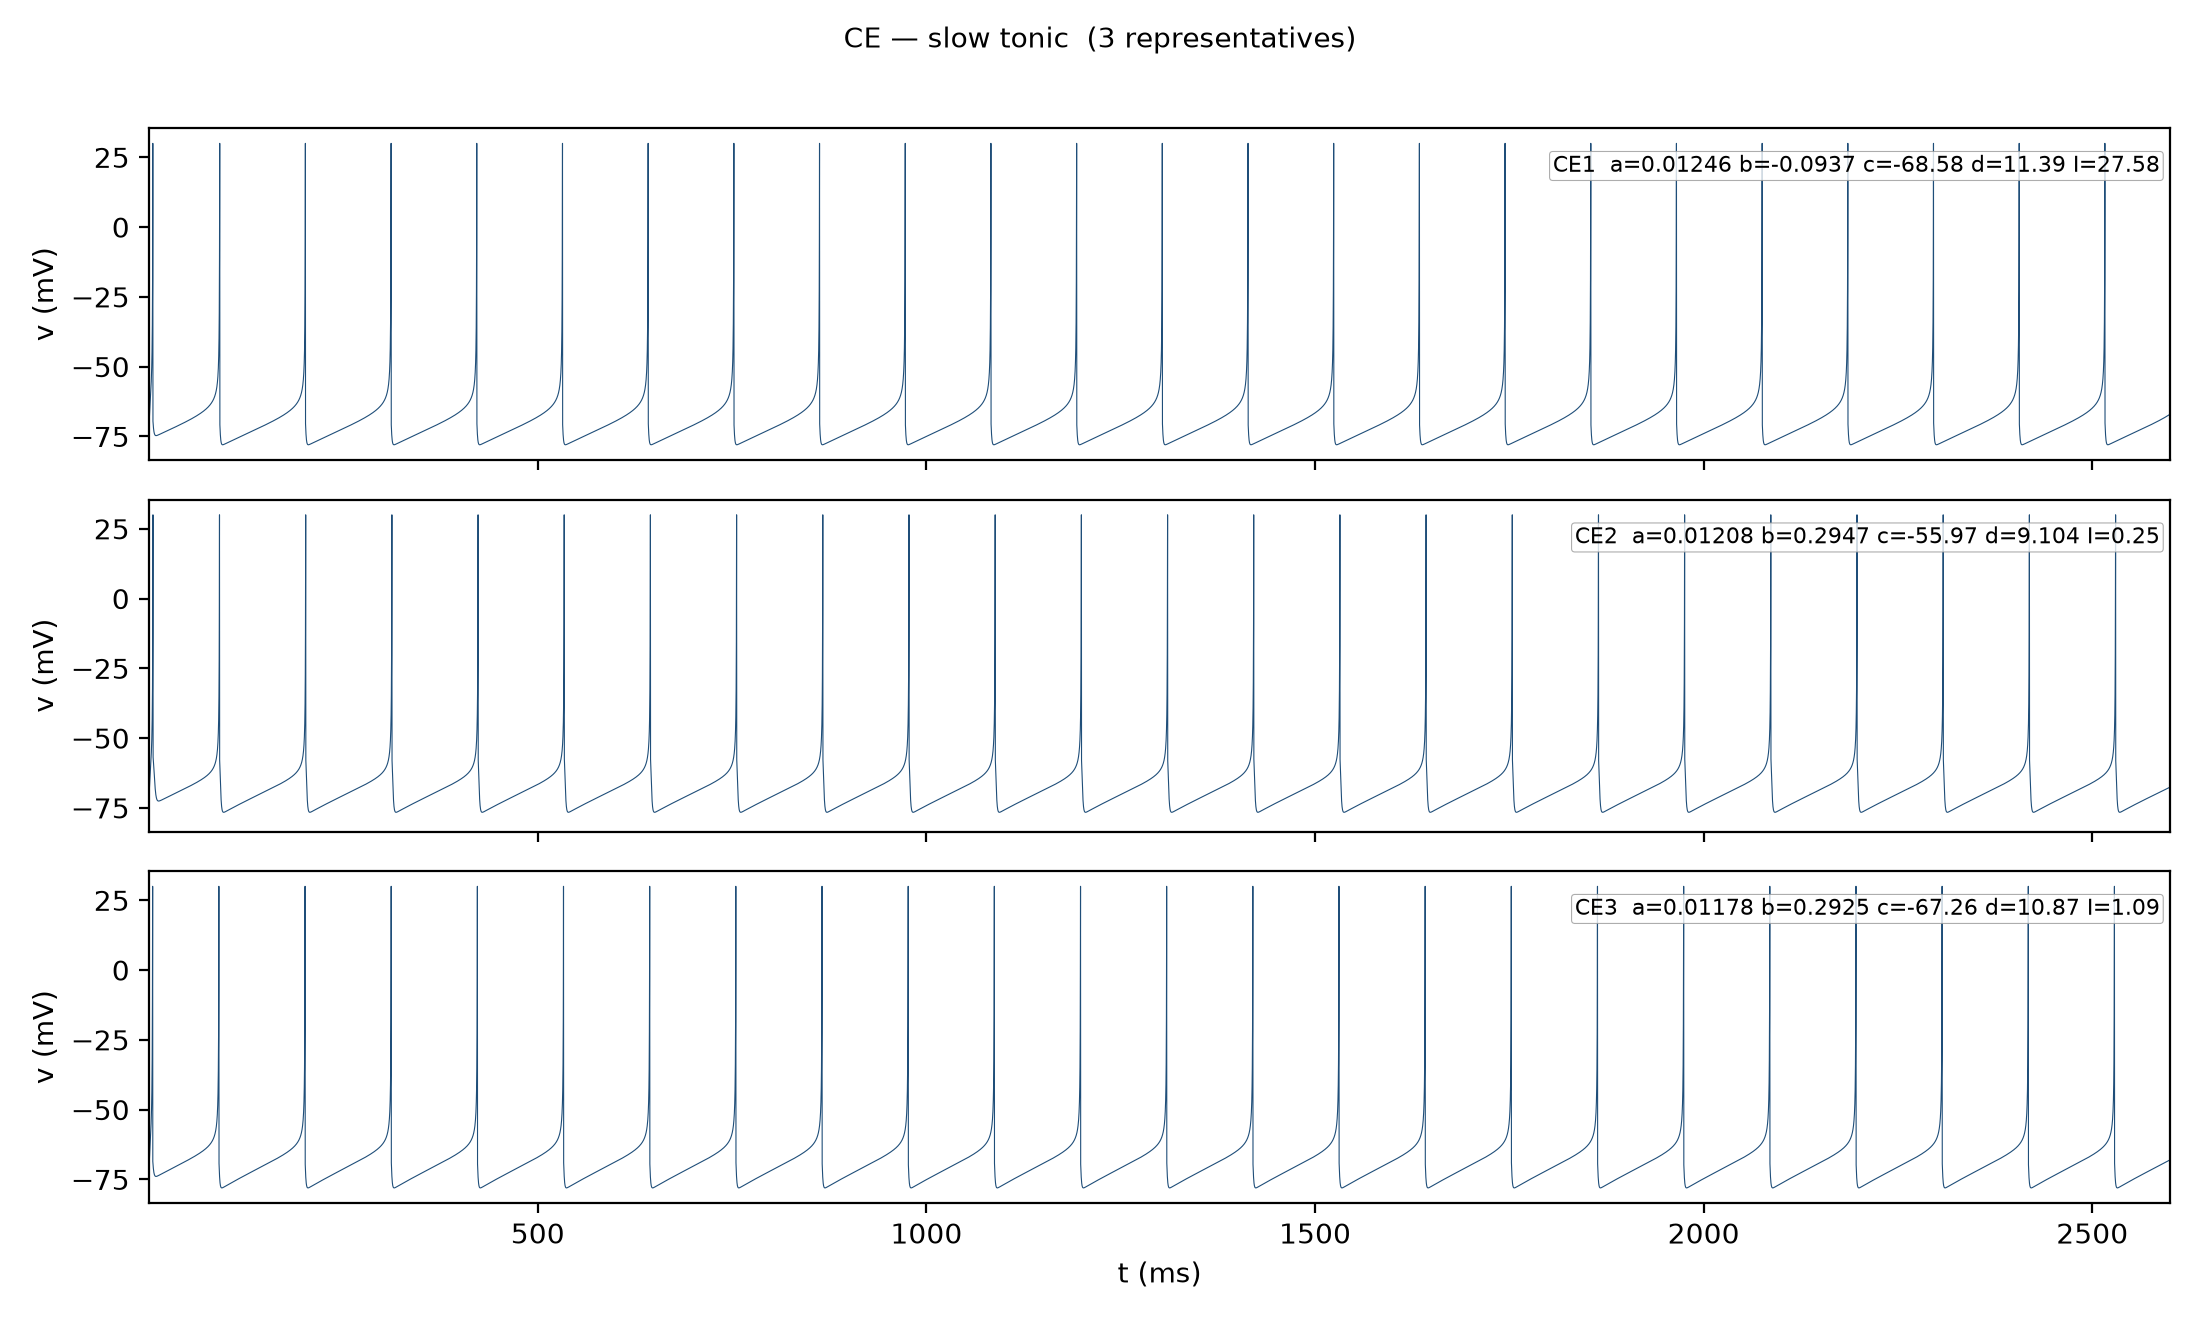 CE — slow tonic  (3 representatives)
25
0
−25
−50
−75
v (mV)
CE1  a=0.01246 b=-0.0937 c=-68.58 d=11.39 I=27.58
25
0
−25
−50
−75
v (mV)
CE2  a=0.01208 b=0.2947 c=-55.97 d=9.104 I=0.25
25
0
−25
−50
−75
v (mV)
CE3  a=0.01178 b=0.2925 c=-67.26 d=10.87 I=1.09
500 1000 1500 2000 2500
t (ms)